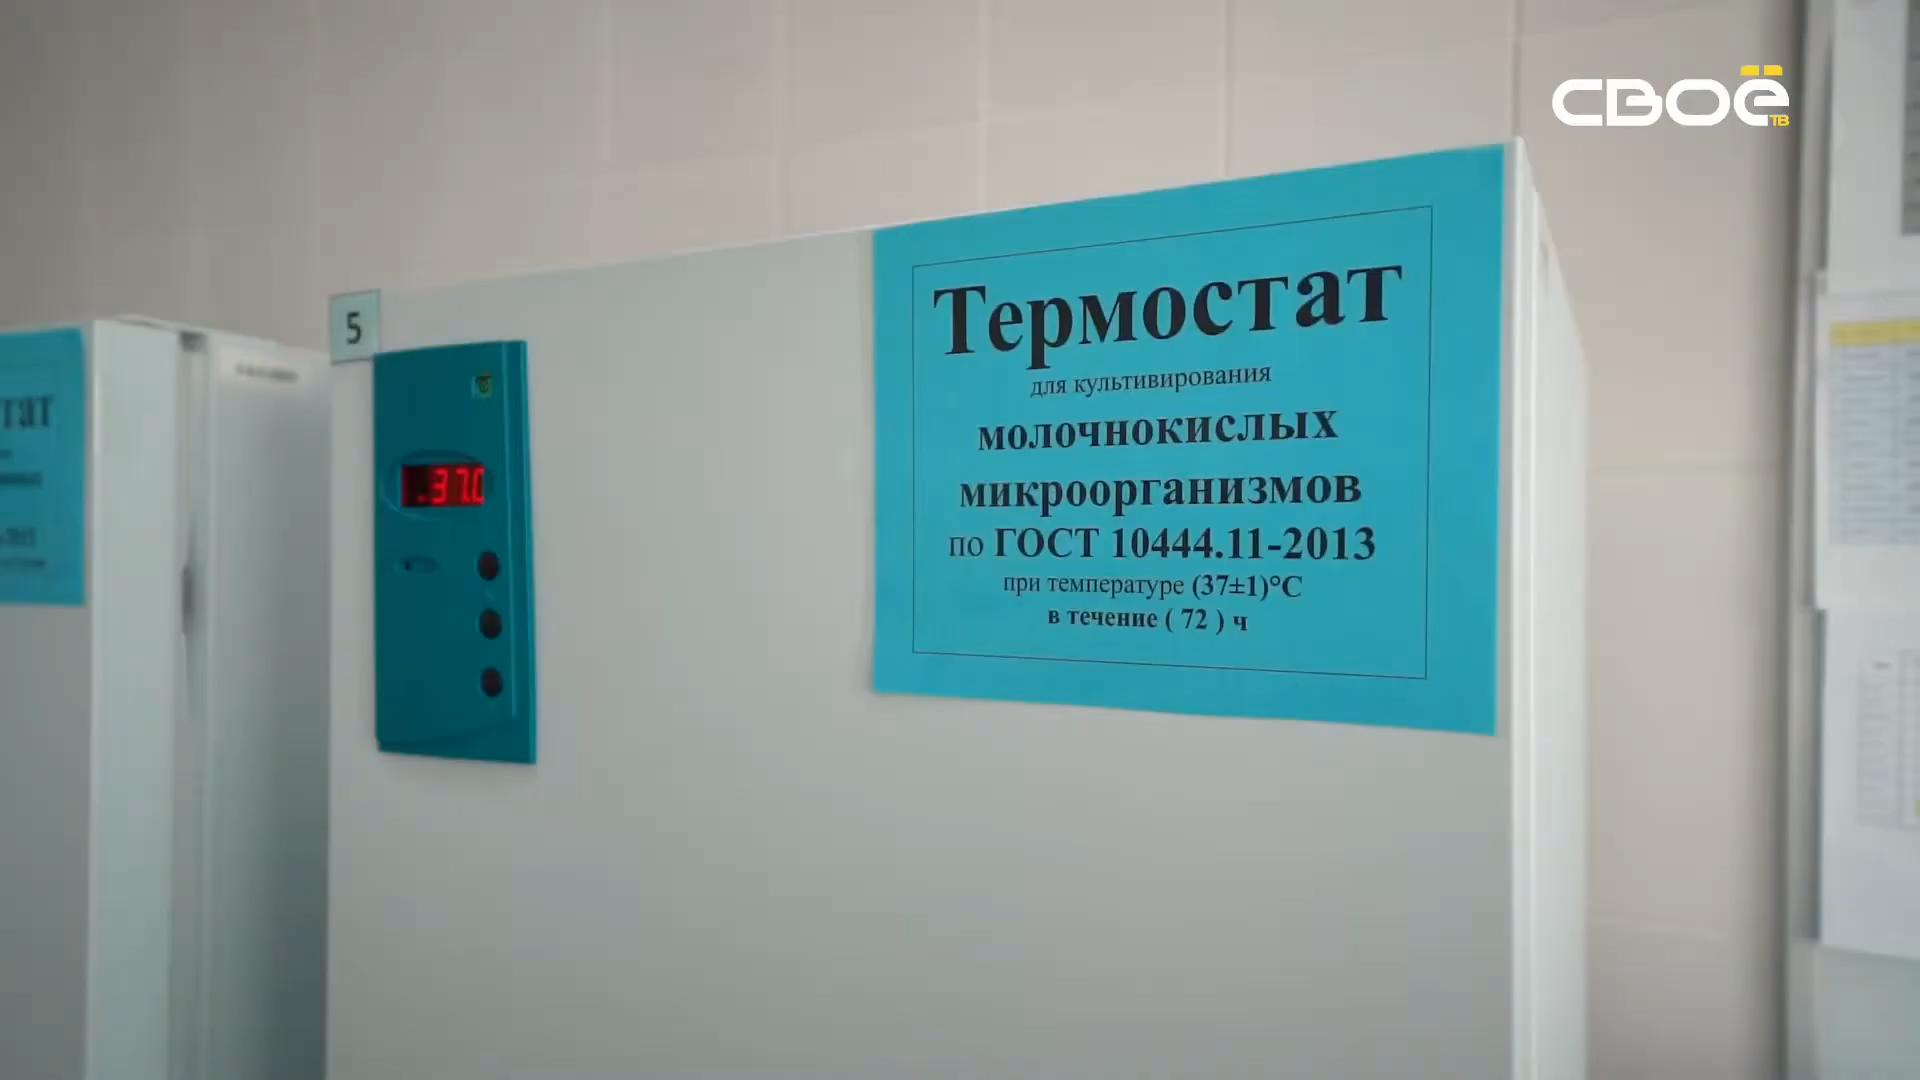 СВОЁ
ТВ
5
37.0
Термостат
для культивирования
молочнокислых
микроорганизмов
по ГОСТ 10444.11-2013
при температуре (37±1)°С
в течение ( 72 ) ч